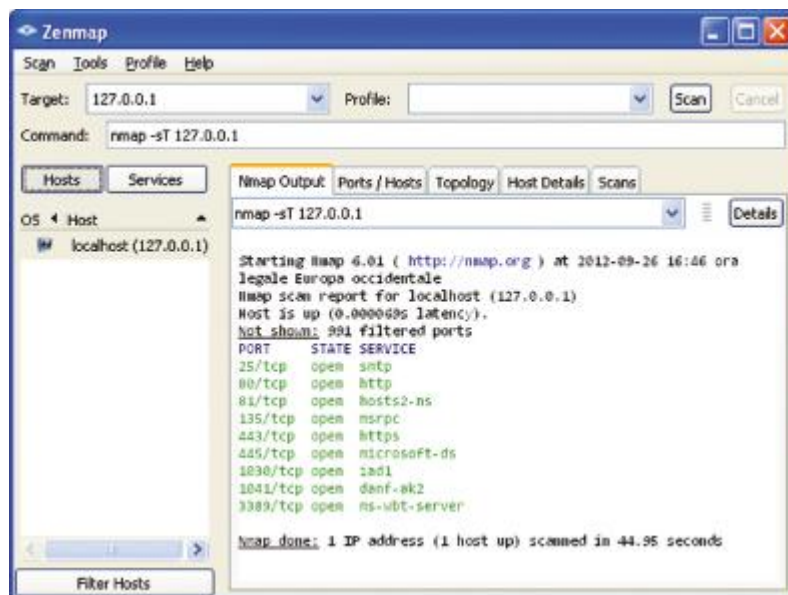 Zenmap
Scan Tools Profile Help
Target: 127.0.0.1 Profile: Scan Cancel
Command: nmap -sT 127.0.0.1
Hosts Services
Nmap Output Ports / Hosts Topology Host Details Scans
OS Host
nmap -sT 127.0.0.1 Details
localhost (127.0.0.1)
Starting Nmap 6.01 ( http://nmap.org ) at 2012-09-26 16:46 ora
legale Europa occidentale
Nmap scan report for localhost (127.0.0.1)
Host is up (0.000069s latency).
Not shown: 991 filtered ports
PORT STATE SERVICE
25/tcp open smtp
80/tcp open http
81/tcp open hosts2-ns
135/tcp open msrpc
443/tcp open https
445/tcp open microsoft-ds
1030/tcp open iad1
1041/tcp open danf-ak2
3389/tcp open ms-wbt-server
Nmap done: 1 IP address (1 host up) scanned in 44.95 seconds
Filter Hosts